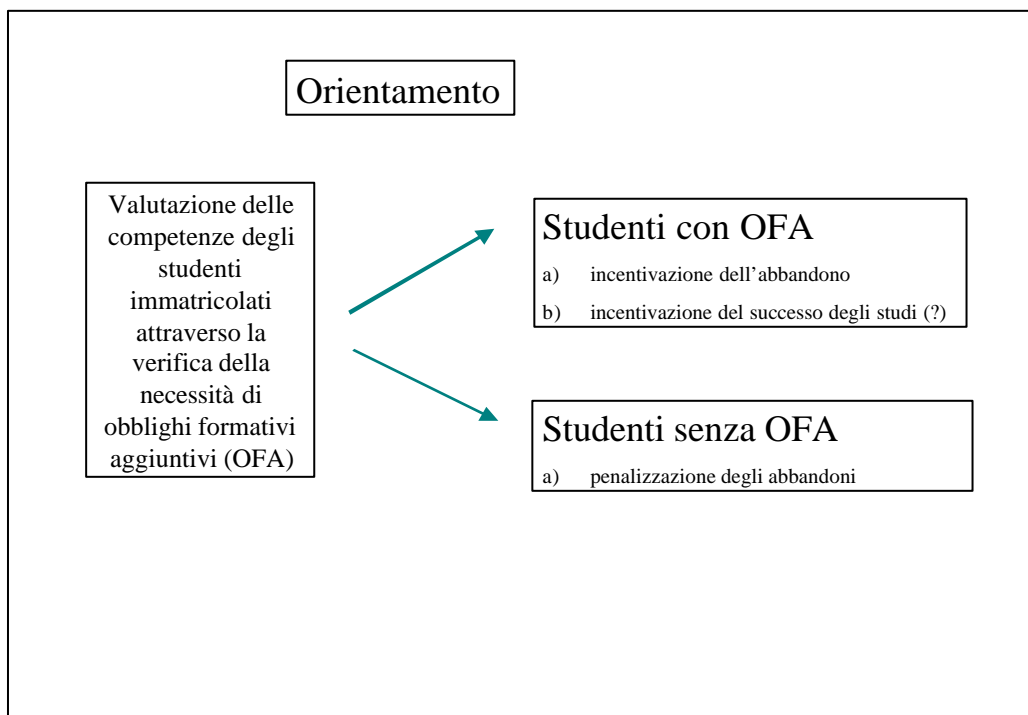 Orientamento
Valutazione delle
competenze degli
studenti
immatricolati
attraverso la
verifica della
necessità di
obblighi formativi
aggiuntivi (OFA)
Studenti con OFA
a) incentivazione dell’abbandono
b) incentivazione del successo degli studi (?)
Studenti senza OFA
a) penalizzazione degli abbandoni